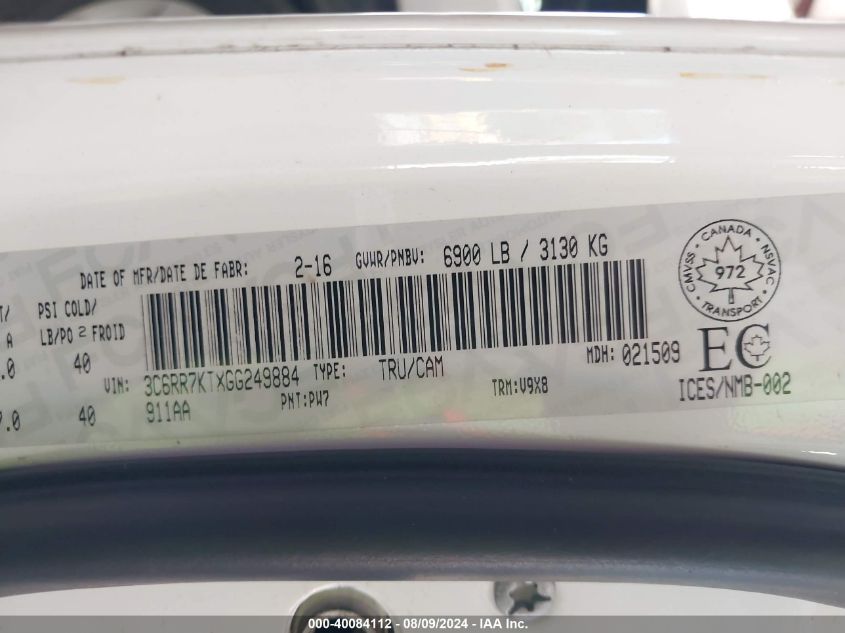 DATE OF MFR/DATE DE FABR: 2-16 GVWR/PNBV: 6900 LB / 3130 KG
PSI COLD/
LB/PO 2 FROID
A
.0 40
VIN: 3C6RR7KTXGG249884 TYPE: TRU/CAM MDH: 021509
.0 40
911AA PNT:PW7 TRM:V9X8
CANADA
CMVSS NSVAC
972
TRANSPORT
EC
ICES/NMB-002
000-40084112 - 08/09/2024 - IAA Inc.